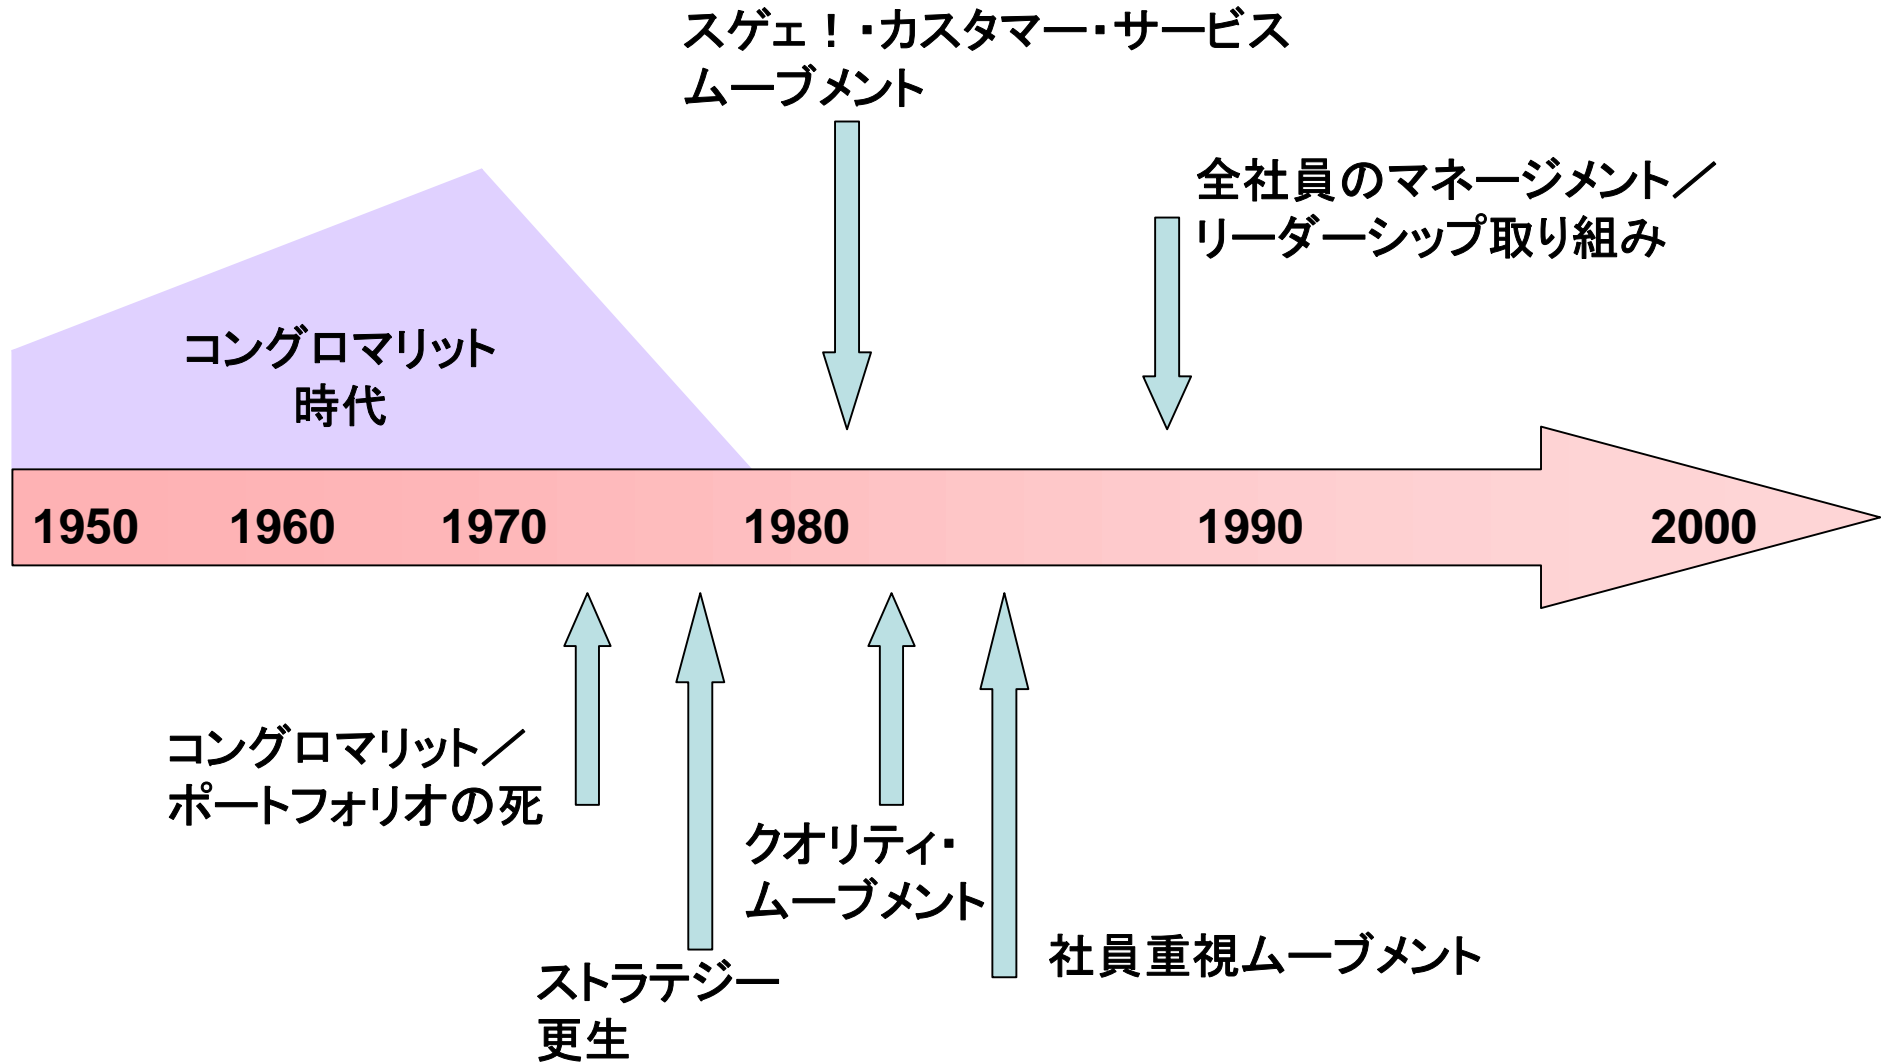 スゲェ！・カスタマー・サービス
ムーブメント
全社員のマネージメント／
リーダーシップ取り組み
コングロマリット
時代
1950 1960 1970 1980 1990 2000
コングロマリット／
ポートフォリオの死
クオリティ・
ムーブメント
社員重視ムーブメント
ストラテジー
更生